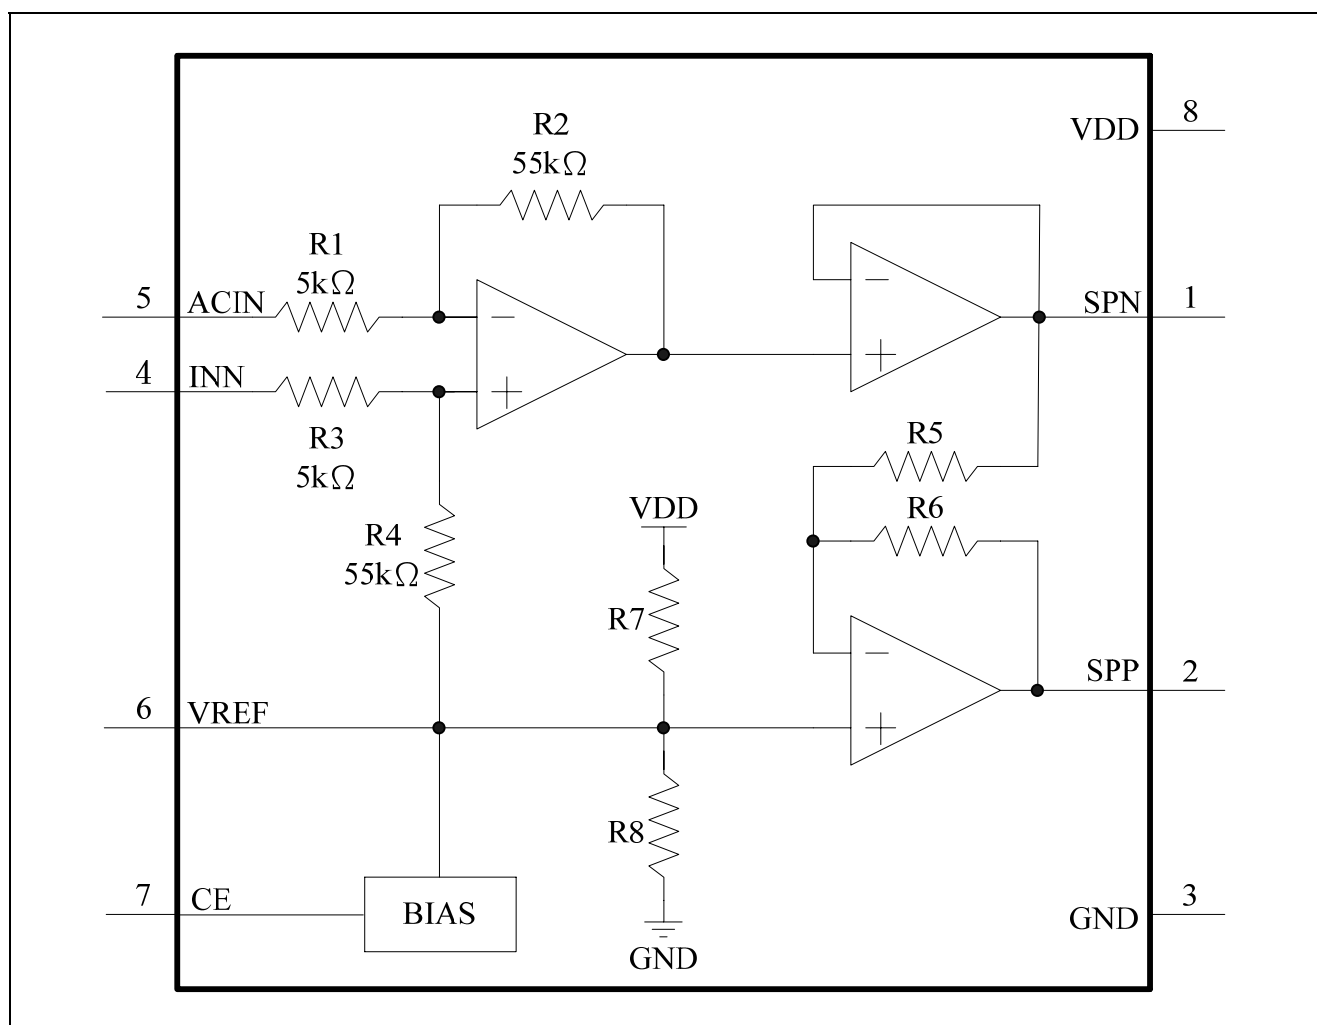 VDD 8
R2
55kΩ
R1
5kΩ
5 ACIN
SPN 1
4 INN
R3
5kΩ
R5
VDD
R6
R4
55kΩ
R7
SPP 2
6 VREF
R8
7 CE
BIAS
GND 3
GND